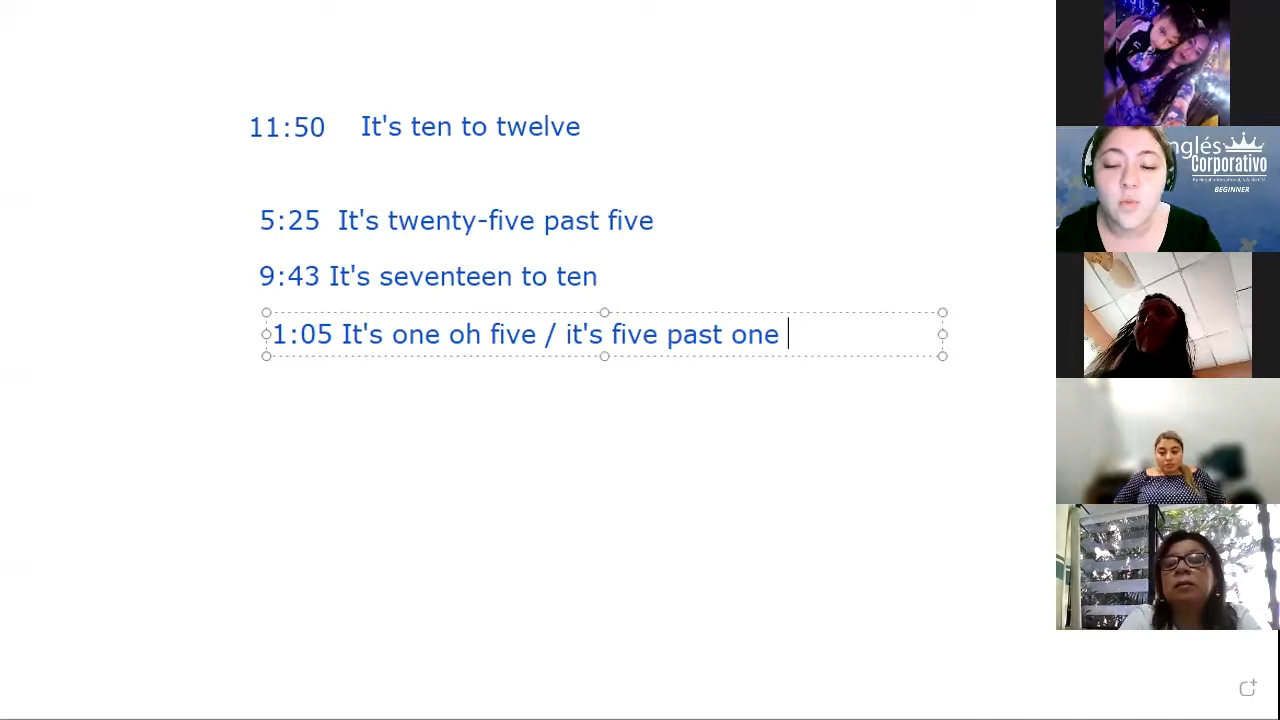 11:50 It's ten to twelve
5:25 It's twenty-five past five
9:43 It's seventeen to ten
1:05 It's one oh five / it's five past one
nglés
Corporativo
BEGINNER